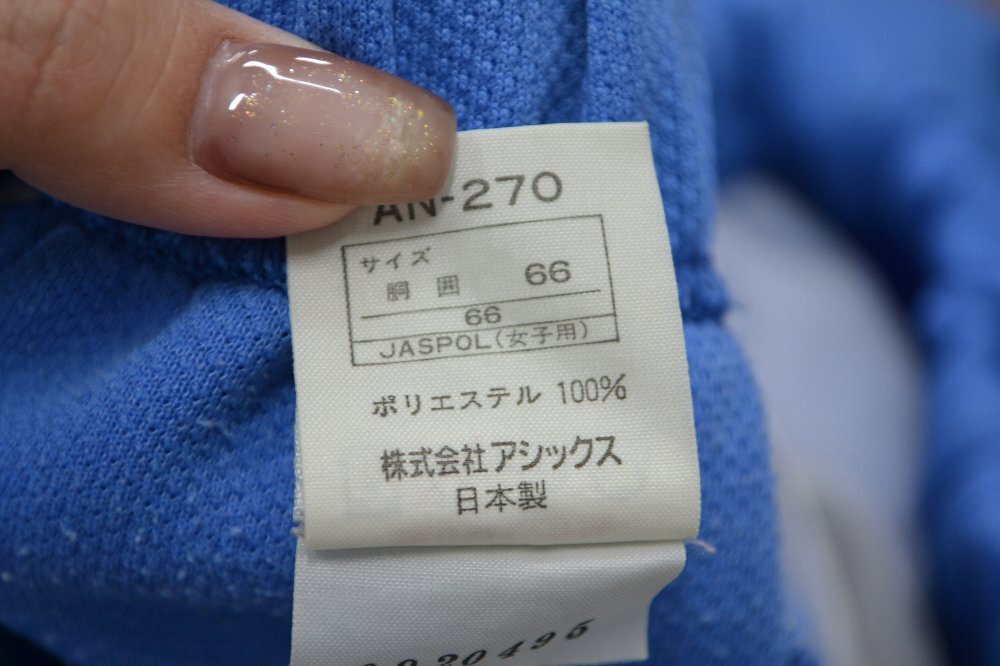 AN-270
サイズ
胴囲 66
66
JASPOL(女子用)
ポリエステル 100%
株式会社アシックス
日本製
20495